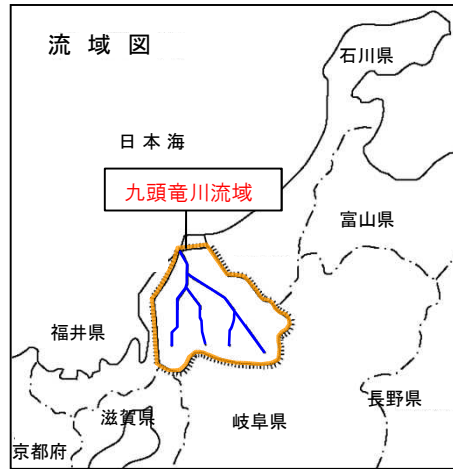 流域図
石川県
日本海
九頭竜川流域
富山県
福井県
長野県
滋賀県
岐阜県
京都府